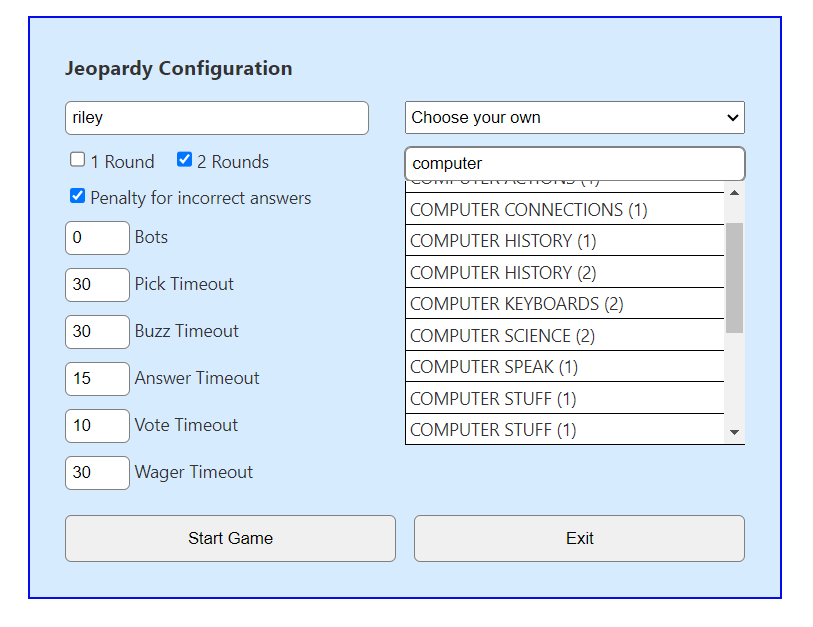 Jeopardy Configuration
riley
Choose your own
1 Round 2 Rounds
computer
Penalty for incorrect answers
COMPUTER ACTIONS (1)
COMPUTER CONNECTIONS (1)
0 Bots
COMPUTER HISTORY (1)
COMPUTER HISTORY (2)
30 Pick Timeout
COMPUTER KEYBOARDS (2)
30 Buzz Timeout
COMPUTER SCIENCE (2)
COMPUTER SPEAK (1)
15 Answer Timeout
COMPUTER STUFF (1)
10 Vote Timeout
COMPUTER STUFF (1)
30 Wager Timeout
Start Game
Exit